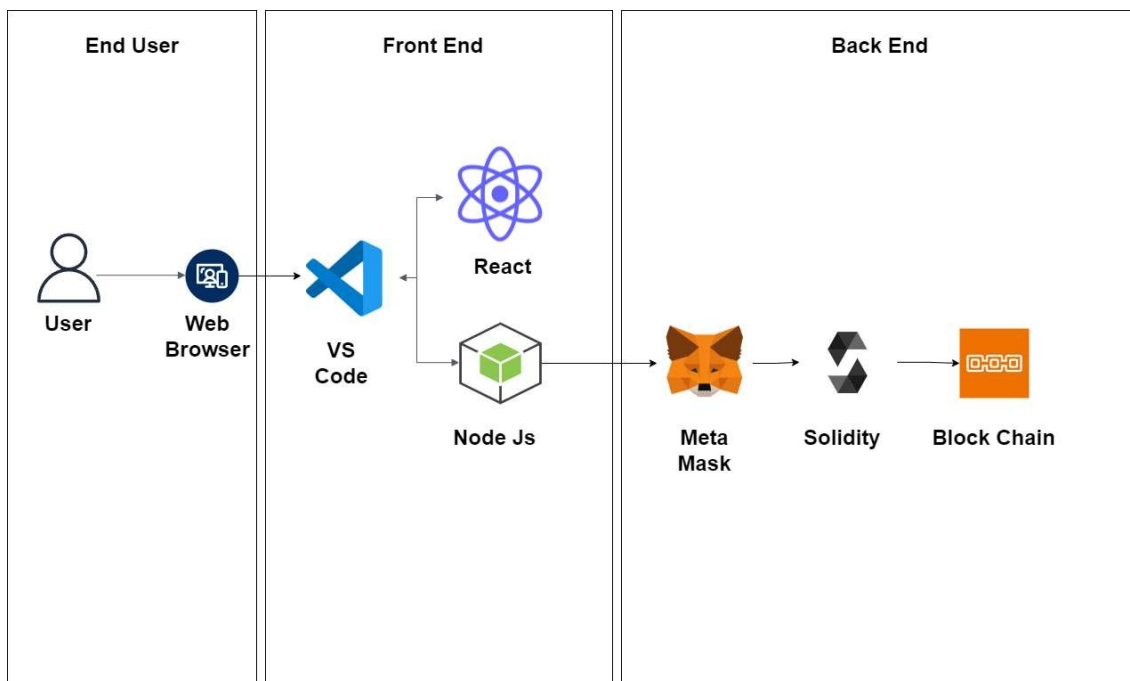 End User
Front End
Back End
User
Web
Browser
VS
Code
React
Node Js
Meta
Mask
Solidity
Block Chain